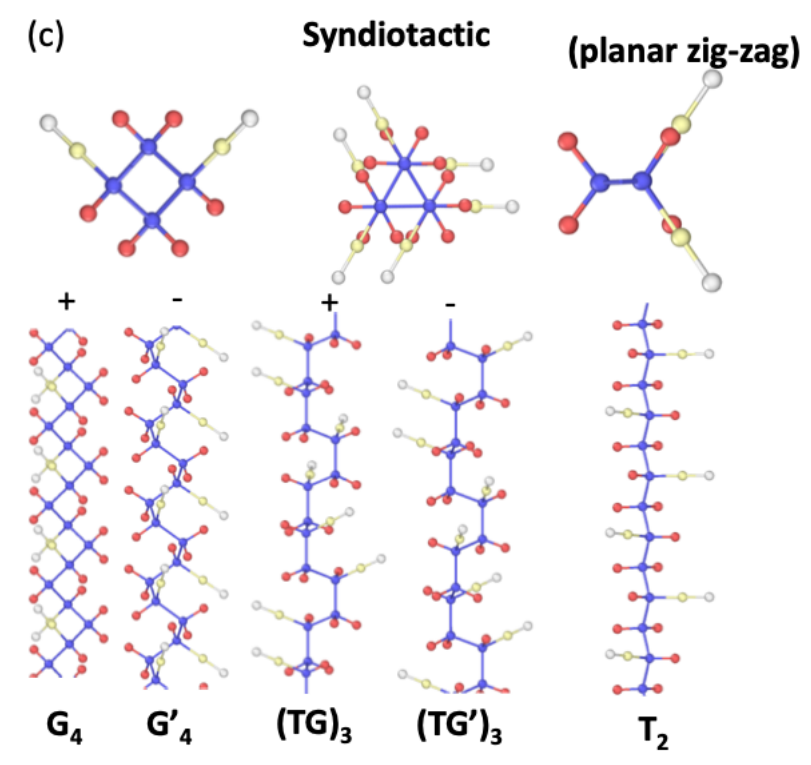 (c)
Syndiotactic
(planar zig-zag)
+ - + -
G₄ G’₄ (TG)₃ (TG’)₃ T₂